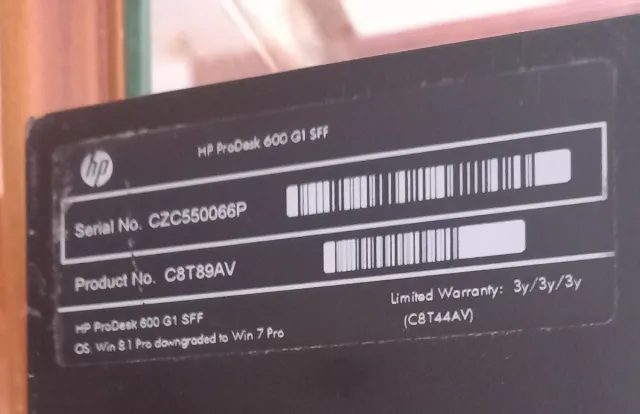 hp
HP ProDesk 600 G1 SFF
Serial No. CZC550066P
Product No. C8T89AV
HP ProDesk 600 G1 SFF
OS: Win 8.1 Pro downgraded to Win 7 Pro
Limited Warranty: 3y/3y/3y
(C8T44AV)